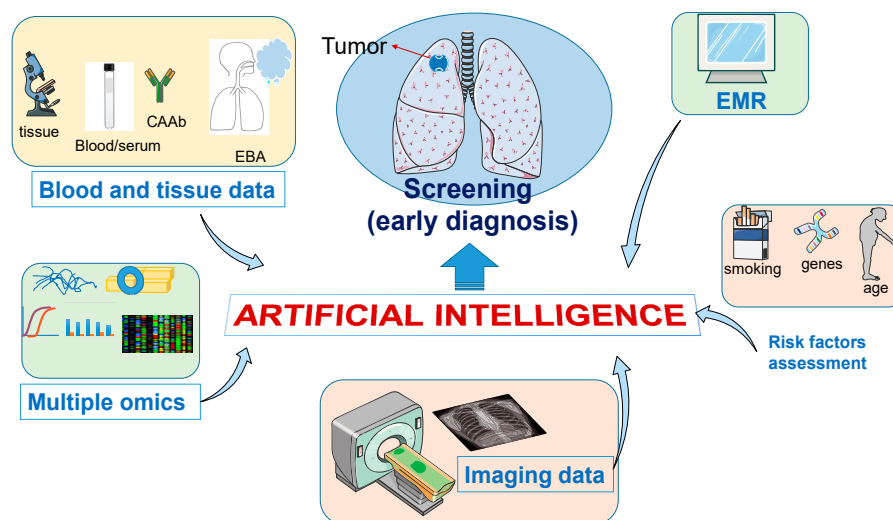 Tumor
tissue
Blood/serum
CAAb
EBA
Blood and tissue data
Screening
(early diagnosis)
EMR
smoking
genes
age
Risk factors
assessment
ARTIFICIAL INTELLIGENCE
Multiple omics
Imaging data